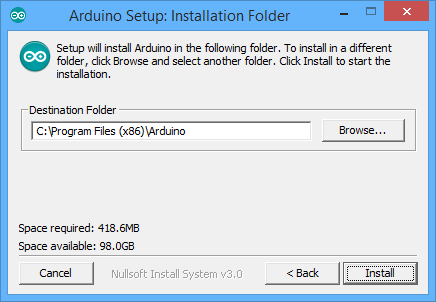 Arduino Setup: Installation Folder
Setup will install Arduino in the following folder. To install in a different
folder, click Browse and select another folder. Click Install to start the
installation.
Destination Folder
C:\Program Files (x86)\Arduino
Browse...
Space required: 418.6MB
Space available: 98.0GB
Cancel
Nullsoft Install System v3.0
< Back
Install